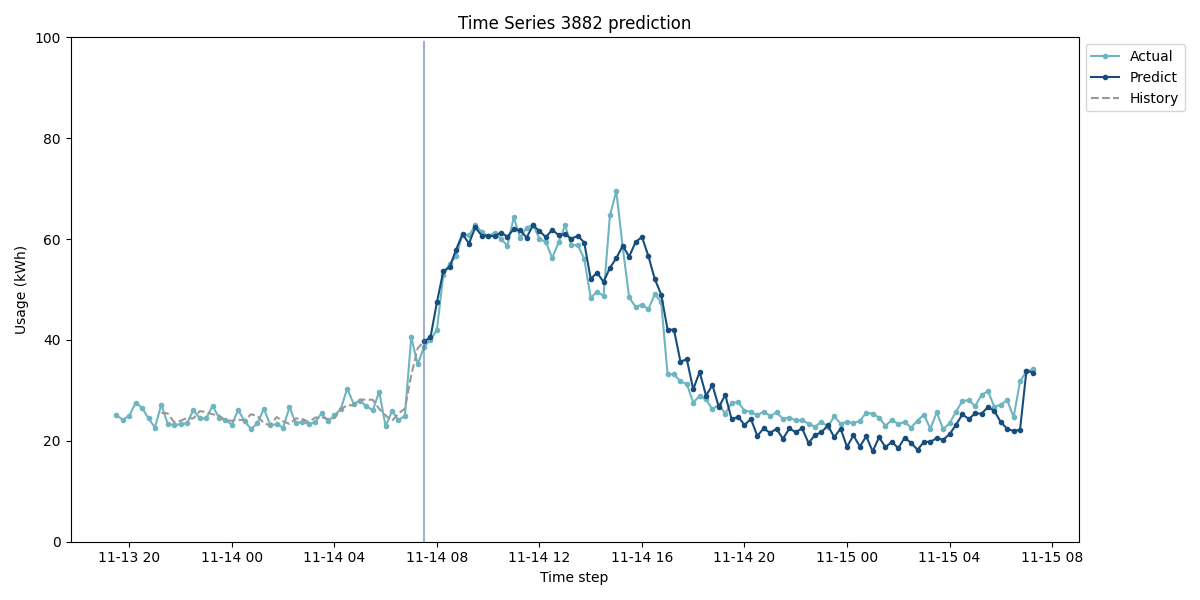 Time Series 3882 prediction
100
80
60
40
20
0
Usage (kWh)
11-13 20
11-14 00
11-14 04
11-14 08
11-14 12
11-14 16
11-14 20
11-15 00
11-15 04
11-15 08
Time step
Actual
Predict
History